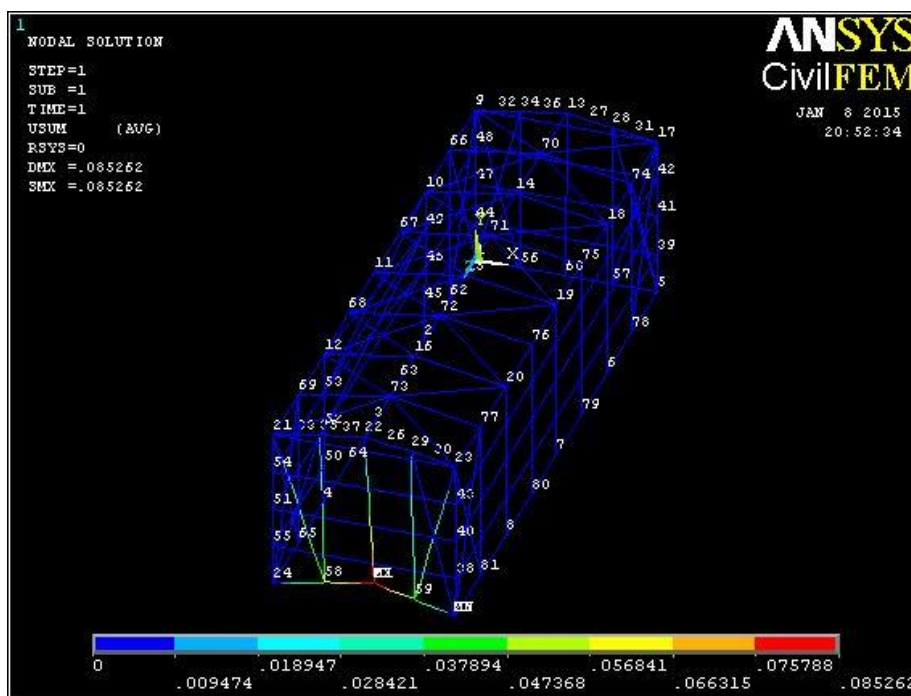 1
NODAL SOLUTION
STEP=1
SUB =1
TIME=1
USUM (AVG)
RSYS=0
DMX =.085262
SMX =.085262
ANSYS
CivilFEM
JAN 8 2015
20:52:34
9 32 34 36 13 27 28 31 17
66 48 70 42
10 47 14 74 41
67 49 44 Y 71 18 39
11 46 X 56 60 75 57 5
68 45 62 72 19 78
12 2 15 76 6
69 53 63 73 20 79
21 37 22 29 23 77 7
54 50 64 43 80
51 4 40 8
55 65 38 81
24 58 MX 59 MN
0 .018947 .037894 .056841 .075788
.009474 .028421 .047368 .066315 .085262